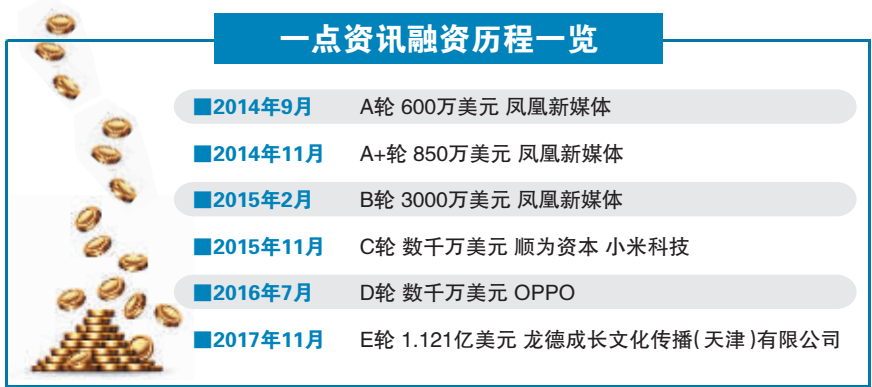 一点资讯融资历程一览
■2014年9月 A轮 600万美元 凤凰新媒体
■2014年11月 A+轮 850万美元 凤凰新媒体
■2015年2月 B轮 3000万美元 凤凰新媒体
■2015年11月 C轮 数千万美元 顺为资本 小米科技
■2016年7月 D轮 数千万美元 OPPO
■2017年11月 E轮 1.121亿美元 龙德成长文化传播(天津)有限公司